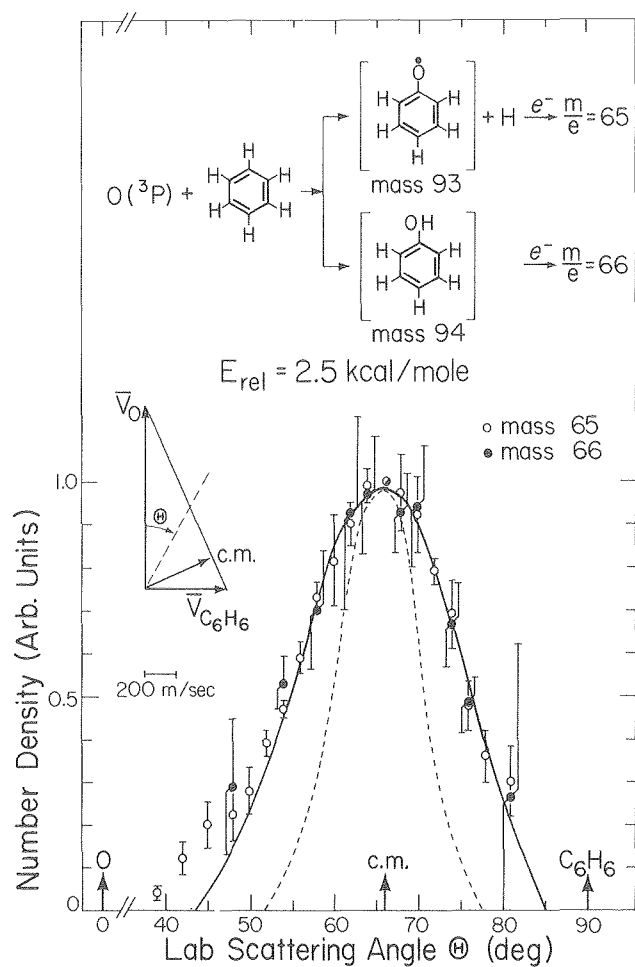 O(³P) +
H
H
H
H
H
H
O
H
H
H
H
H
mass 93
+ H
e⁻
m/e = 65
OH
H
H
H
H
H
mass 94
e⁻
m/e = 66
E_rel = 2.5 kcal/mole
V̅_O
Θ
c.m.
V̅_C₆H₆
200 m/sec
○ mass 65
● mass 66
Number Density (Arb. Units)
1.0
0.5
0
O
c.m.
C₆H₆
0 40 50 60 70 80 90
Lab Scattering Angle Θ (deg)